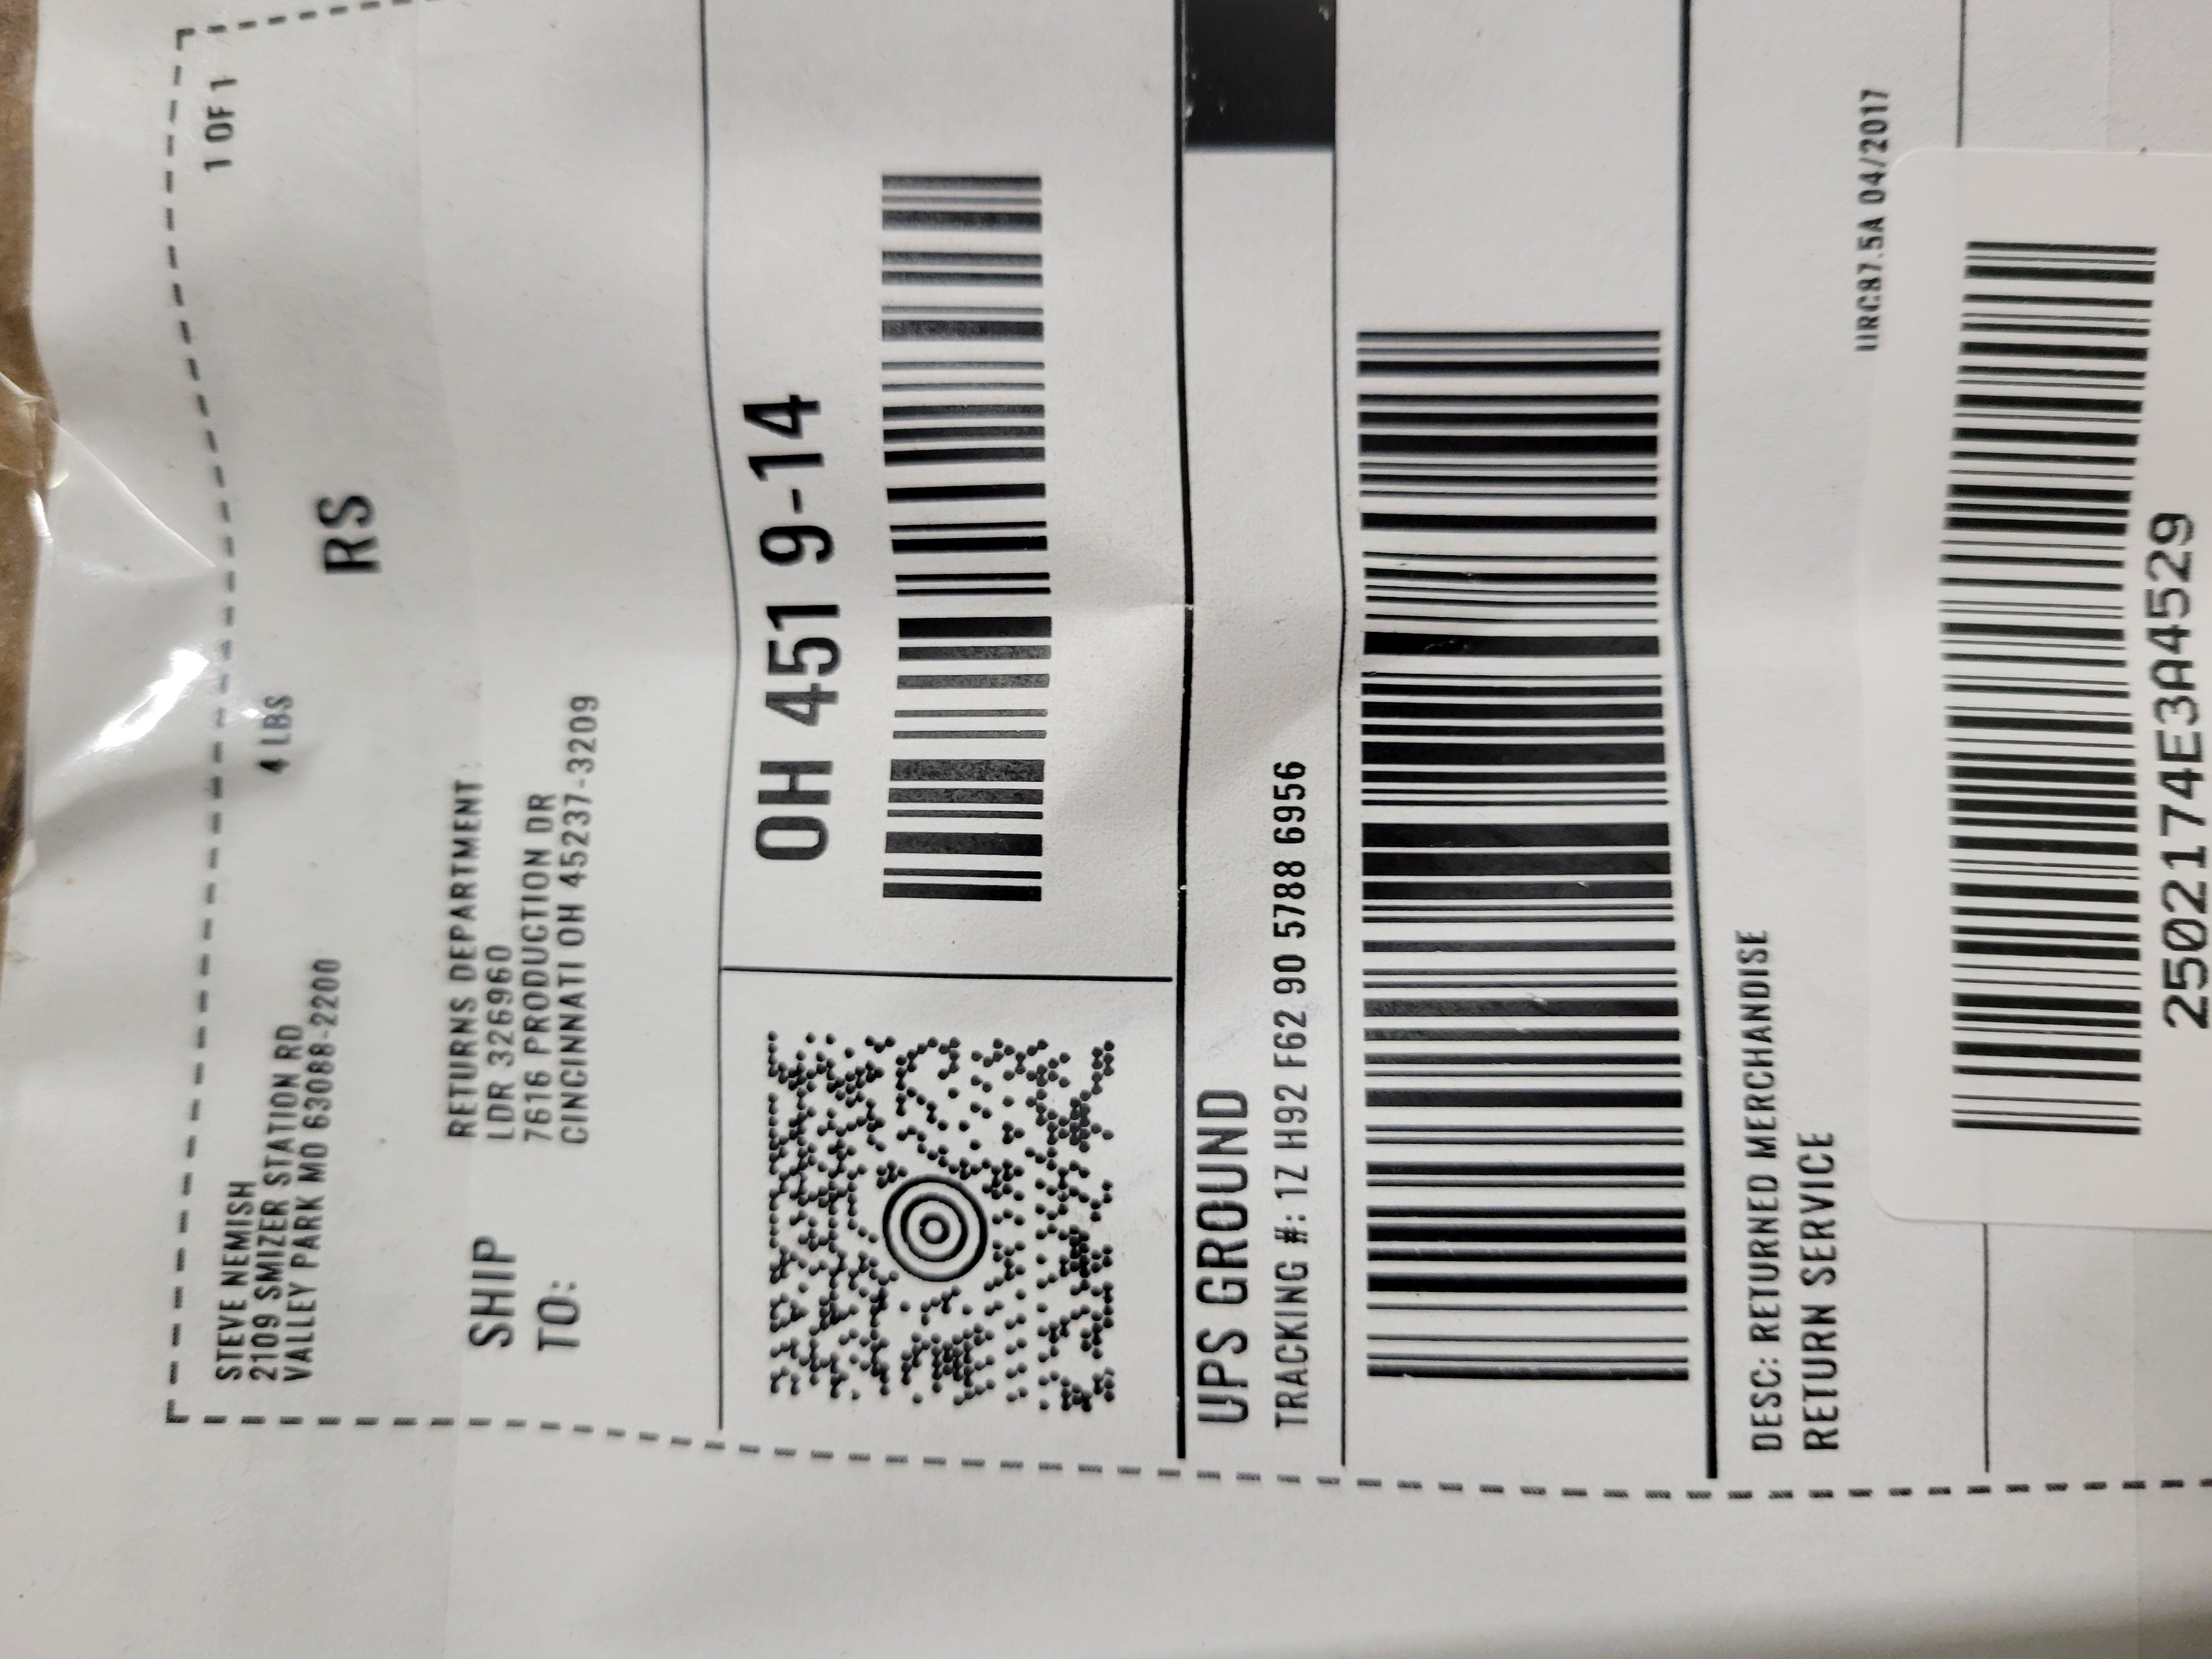 STEVE NEMISH
2109 SMIZER STATION RD
VALLEY PARK MO 63088-2200
4 LBS
1 OF 1
RS
SHIP
TO:
RETURNS DEPARTMENT
LDR 326960
7616 PRODUCTION DR
CINCINNATI OH 45237-3209
OH 451 9-14
UPS GROUND
TRACKING #: 1Z H92 F62 90 5788 6956
DESC: RETURNED MERCHANDISE
RETURN SERVICE
URC87.5A 04/2017
2502174E3A4529